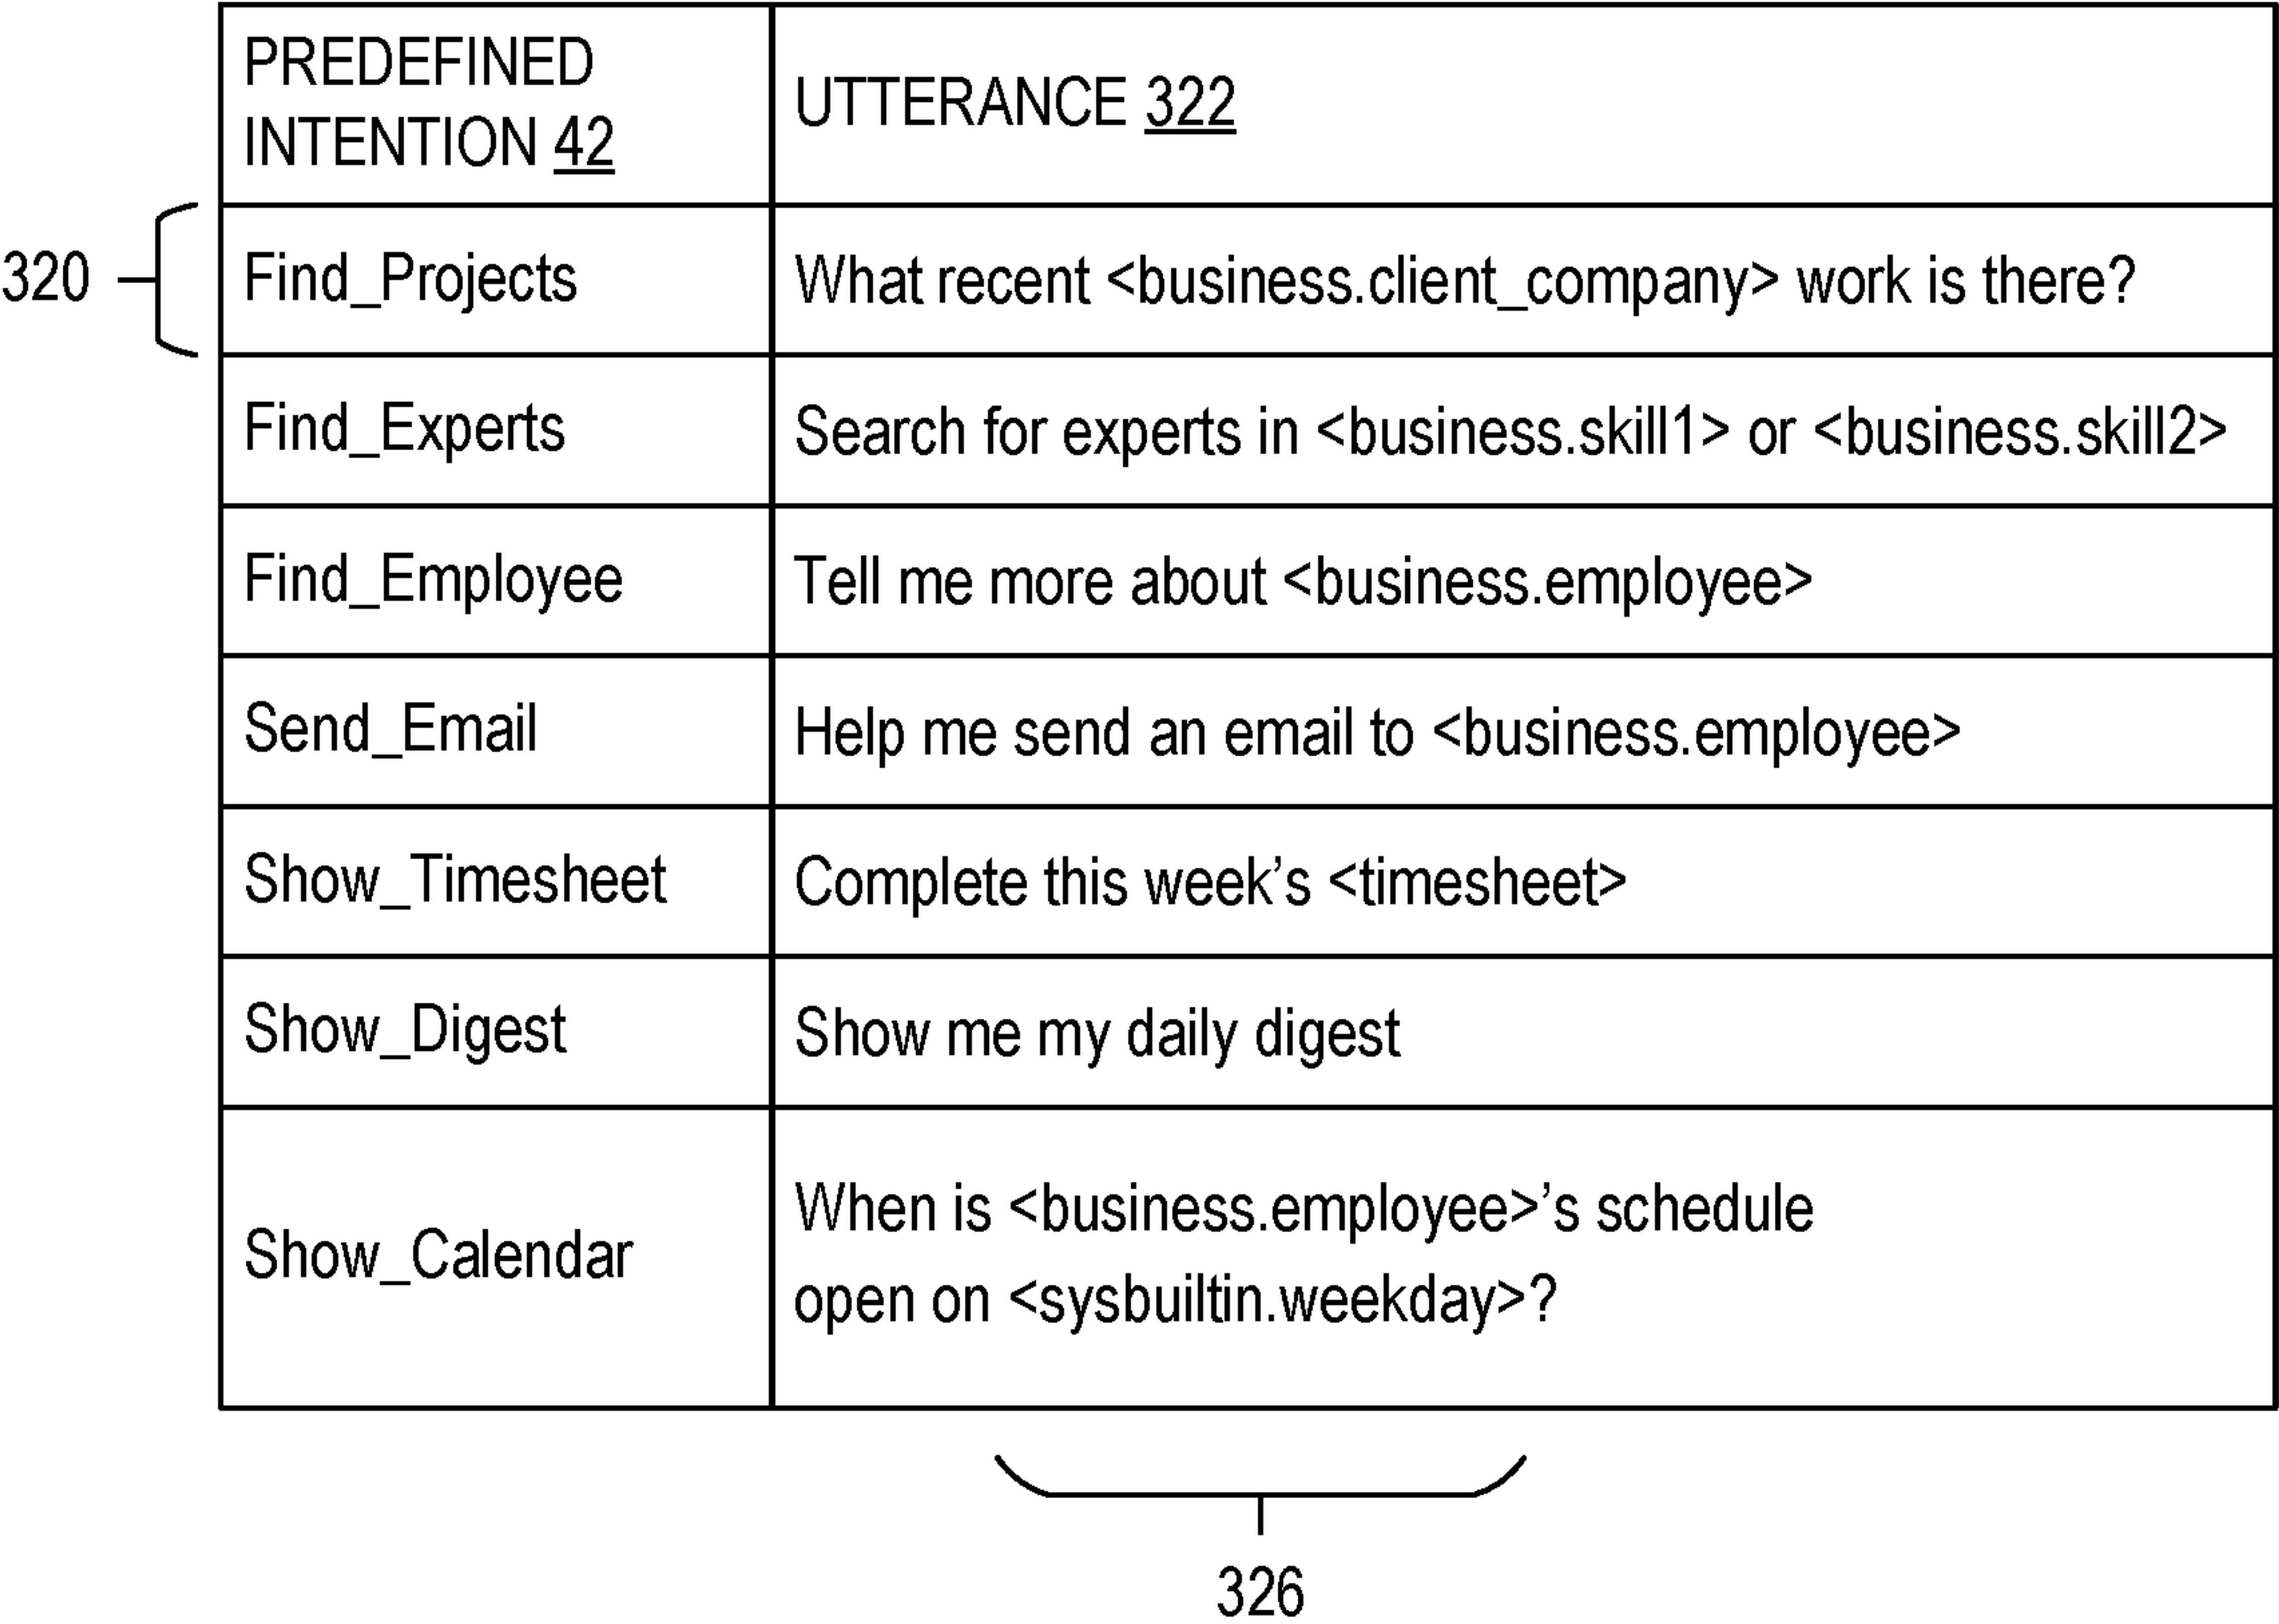 PREDEFINED
INTENTION 42
UTTERANCE 322
320
Find_Projects
What recent <business.client_company> work is there?
Find_Experts
Search for experts in <business.skill1> or <business.skill2>
Find_Employee
Tell me more about <business.employee>
Send_Email
Help me send an email to <business.employee>
Show_Timesheet
Complete this week’s <timesheet>
Show_Digest
Show me my daily digest
Show_Calendar
When is <business.employee>’s schedule
open on <sysbuiltin.weekday>?
326